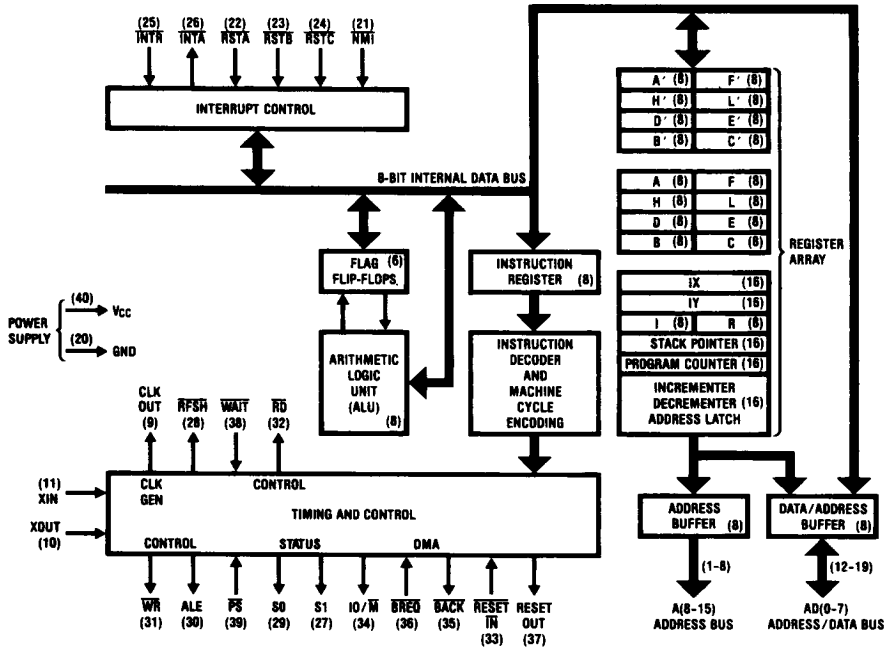 (25) (26) (22) (23) (24) (21)
INTR INTA RSTA RSTB RSTC NMI
INTERRUPT CONTROL
8-BIT INTERNAL DATA BUS
A' (8) F' (8)
H' (8) L' (8)
D' (8) E' (8)
B' (8) C' (8)
A (8) F (8)
H (8) L (8)
D (8) E (8)
B (8) C (8)
IX (16)
IY (16)
I (8) R (8)
STACK POINTER (16)
PROGRAM COUNTER (16)
INCREMENTER
DECREMENTER (16)
ADDRESS LATCH
REGISTER
ARRAY
FLAG (6)
FLIP-FLOPS
INSTRUCTION
REGISTER (8)
POWER
SUPPLY
(40)
VCC
(20)
GND
ARITHMETIC
LOGIC
UNIT
(ALU)
(8)
INSTRUCTION
DECODER
AND
MACHINE
CYCLE
ENCODING
CLK
OUT RFSH WAIT RD
(9) (28) (38) (32)
(11)
XIN
XOUT
(10)
CLK
GEN
CONTROL
TIMING AND CONTROL
CONTROL STATUS DMA
WR ALE PS S0 S1 IO/M BREQ BACK RESET IN RESET OUT
(31) (30) (39) (29) (27) (34) (36) (35) (33) (37)
ADDRESS
BUFFER (8)
DATA/ADDRESS
BUFFER (8)
(1-8)
(12-19)
A(8-15)
ADDRESS BUS
AD(0-7)
ADDRESS/DATA BUS